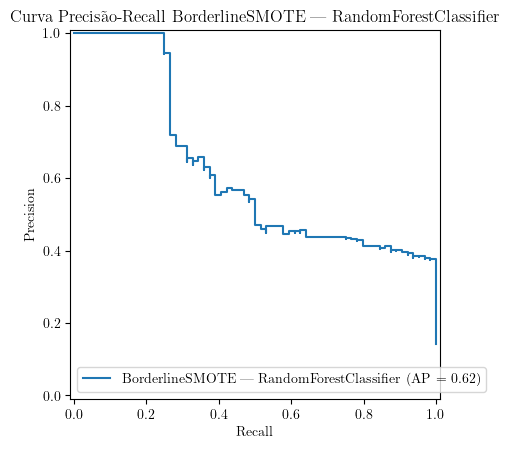 Curva Precisão-Recall BorderlineSMOTE — RandomForestClassifier
1.0
0.8
0.6
0.4
0.2
0.0
Precision
BorderlineSMOTE — RandomForestClassifier (AP = 0.62)
0.0 0.2 0.4 0.6 0.8 1.0
Recall